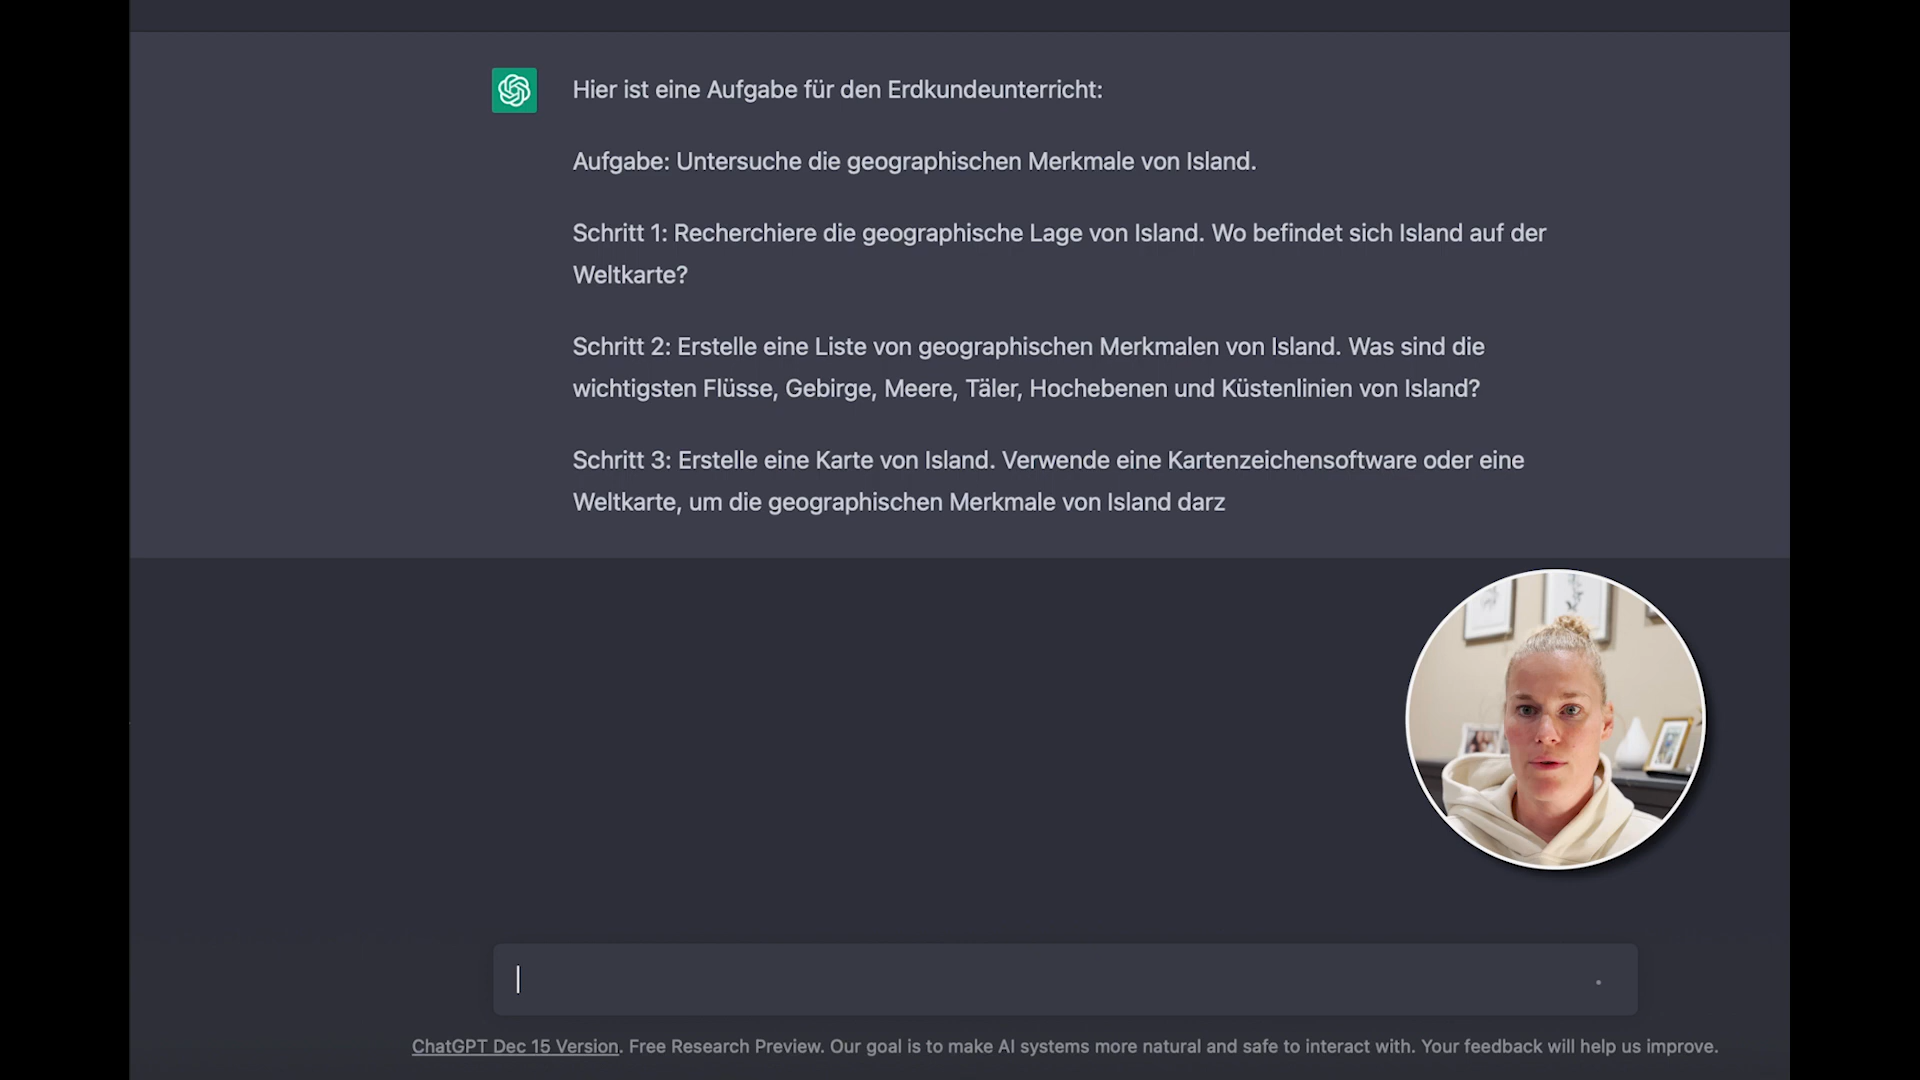 Hier ist eine Aufgabe für den Erdkundeunterricht:
Aufgabe: Untersuche die geographischen Merkmale von Island.
Schritt 1: Recherchiere die geographische Lage von Island. Wo befindet sich Island auf der
Weltkarte?
Schritt 2: Erstelle eine Liste von geographischen Merkmalen von Island. Was sind die
wichtigsten Flüsse, Gebirge, Meere, Täler, Hochebenen und Küstenlinien von Island?
Schritt 3: Erstelle eine Karte von Island. Verwende eine Kartenzeichensoftware oder eine
Weltkarte, um die geographischen Merkmale von Island darz
ChatGPT Dec 15 Version. Free Research Preview. Our goal is to make AI systems more natural and safe to interact with. Your feedback will help us improve.